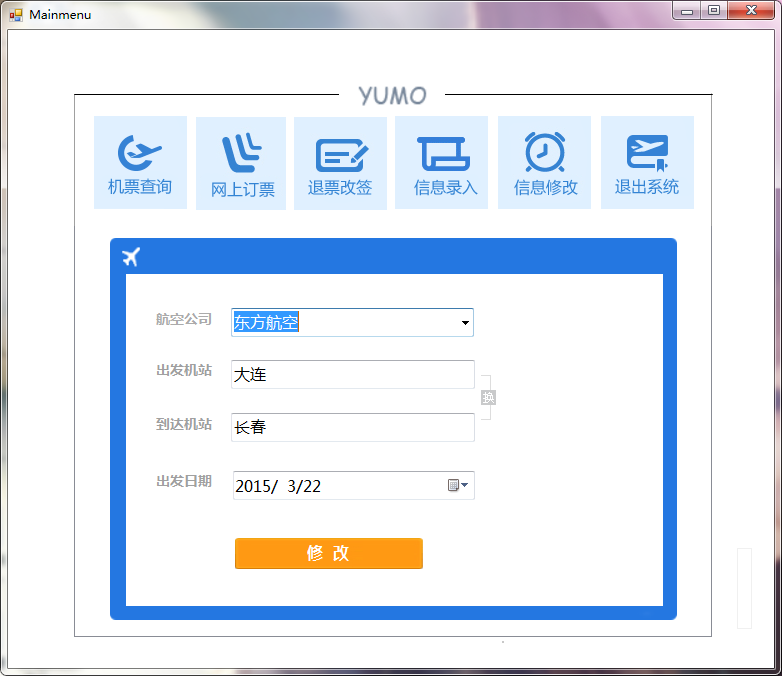 Mainmenu
YUMO
机票查询
网上订票
退票改签
信息录入
信息修改
退出系统
航空公司
东方航空
出发机站
大连
换
到达机站
长春
出发日期
2015/ 3/22
修 改